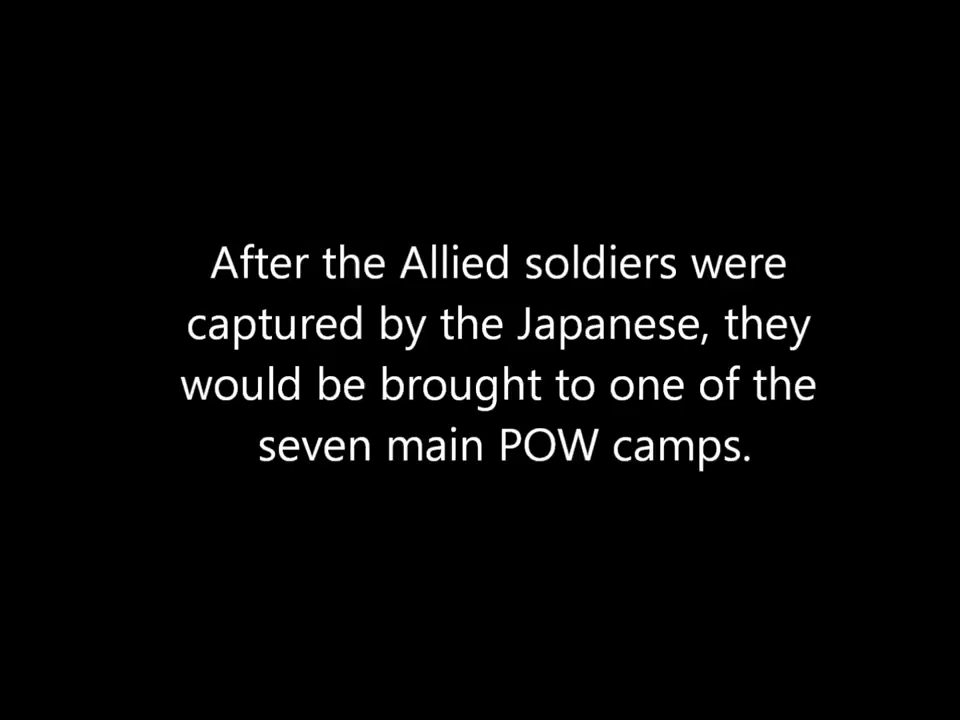 After the Allied soldiers were
captured by the Japanese, they
would be brought to one of the
seven main POW camps.